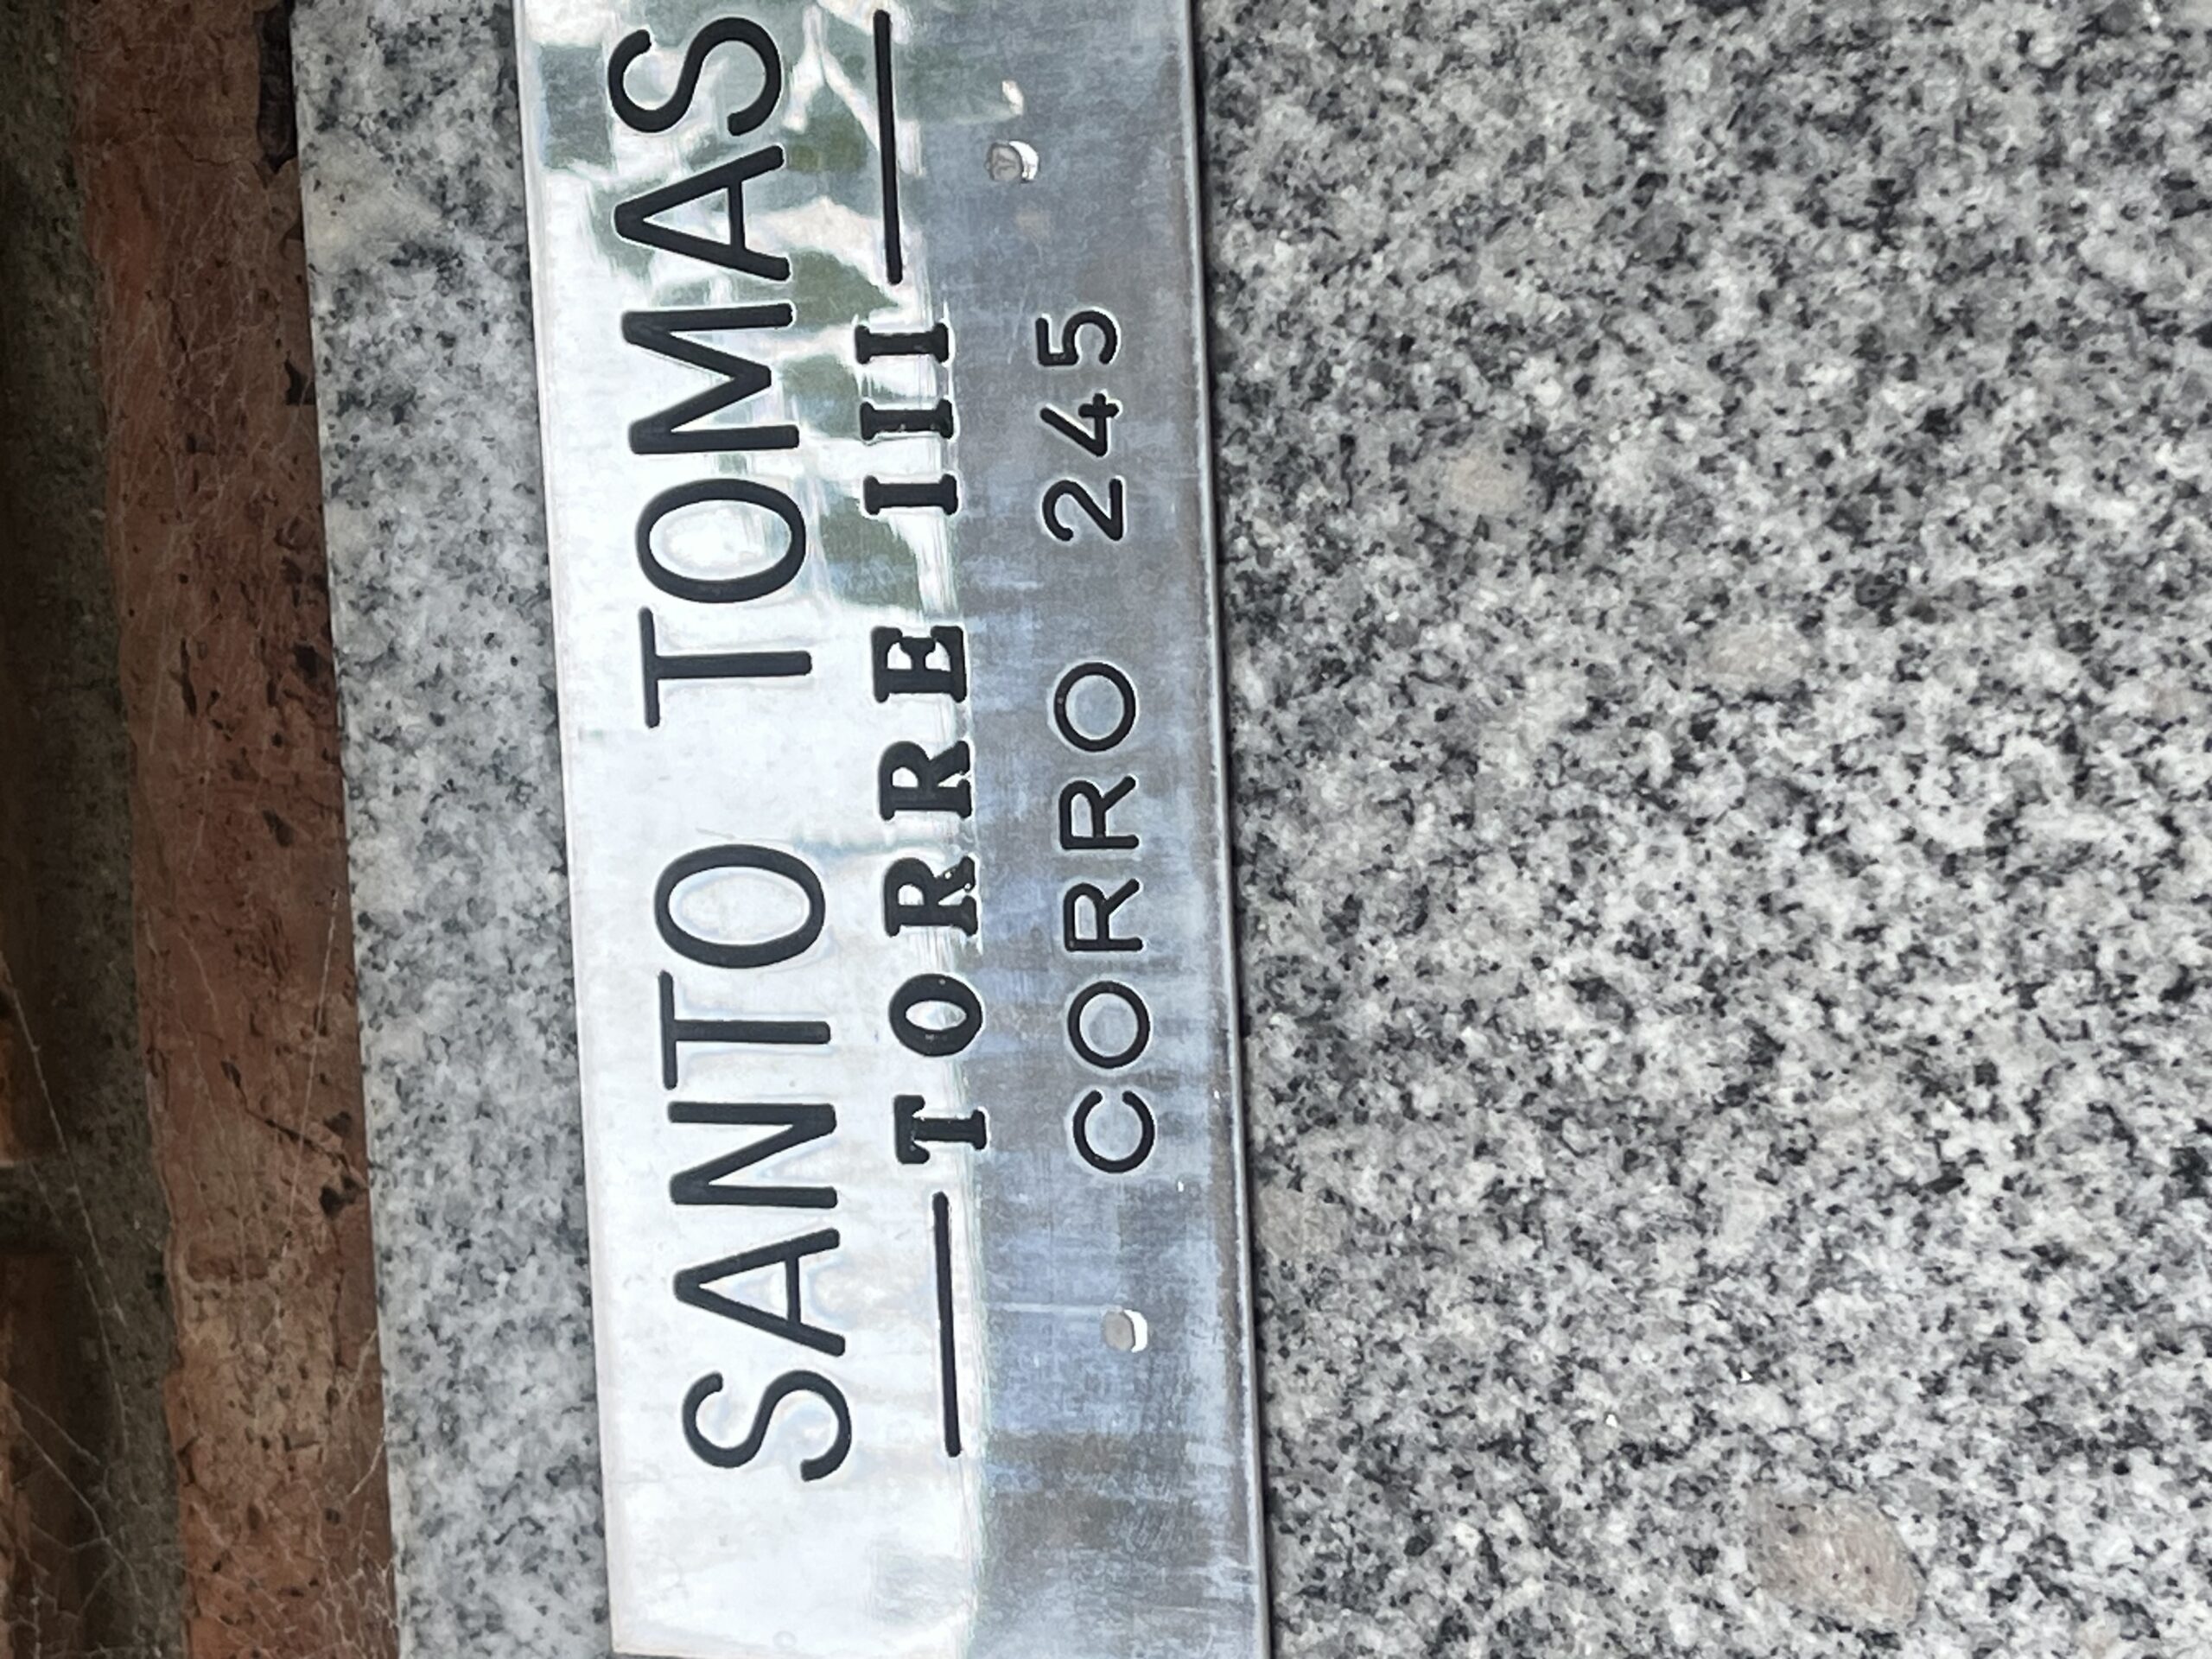 SANTO TOMAS
TORRE III
CORRO 245